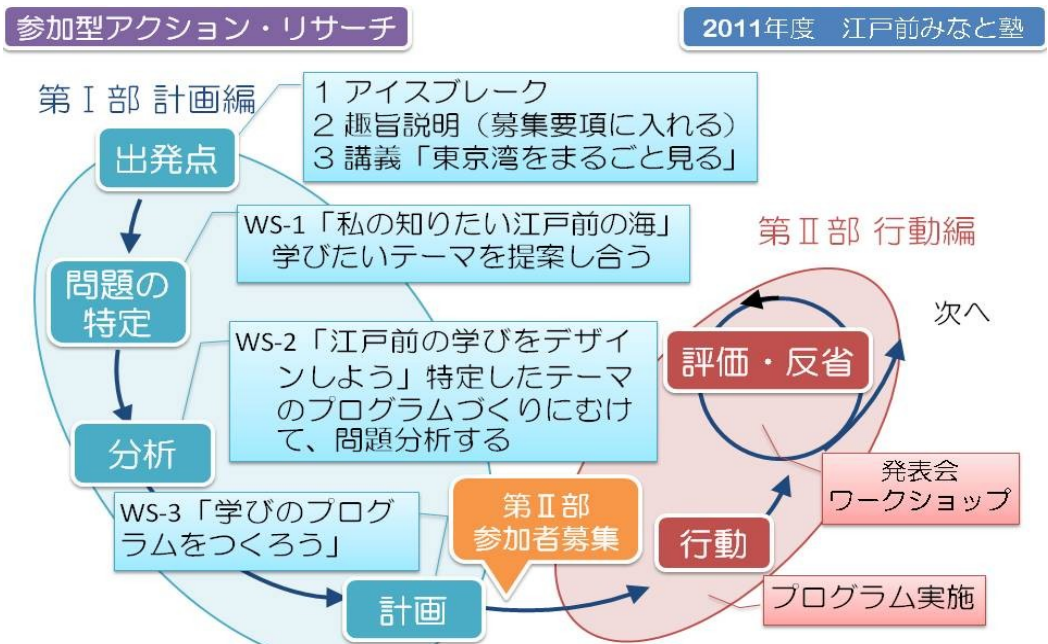 参加型アクション・リサーチ
2011年度　江戸前みなと塾
第Ⅰ部 計画編
1 アイスブレーク
2 趣旨説明（募集要項に入れる）
3 講義「東京湾をまるごと見る」
出発点
WS-1「私の知りたい江戸前の海」
学びたいテーマを提案し合う
第Ⅱ部 行動編
問題の
特定
次へ
WS-2「江戸前の学びをデザイ
ンしよう」特定したテーマ
のプログラムづくりにむけ
て、問題分析する
評価・反省
分析
発表会
ワークショップ
WS-3「学びのプログ
ラムをつくろう」
第Ⅱ部
参加者募集
行動
計画
プログラム実施